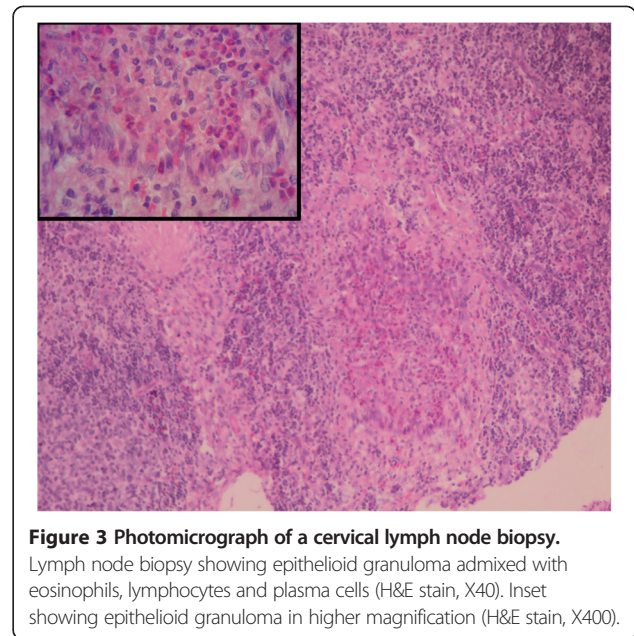 Figure 3 Photomicrograph of a cervical lymph node biopsy.
Lymph node biopsy showing epithelioid granuloma admixed with
eosinophils, lymphocytes and plasma cells (H&E stain, X40). Inset
showing epithelioid granuloma in higher magnification (H&E stain, X400).